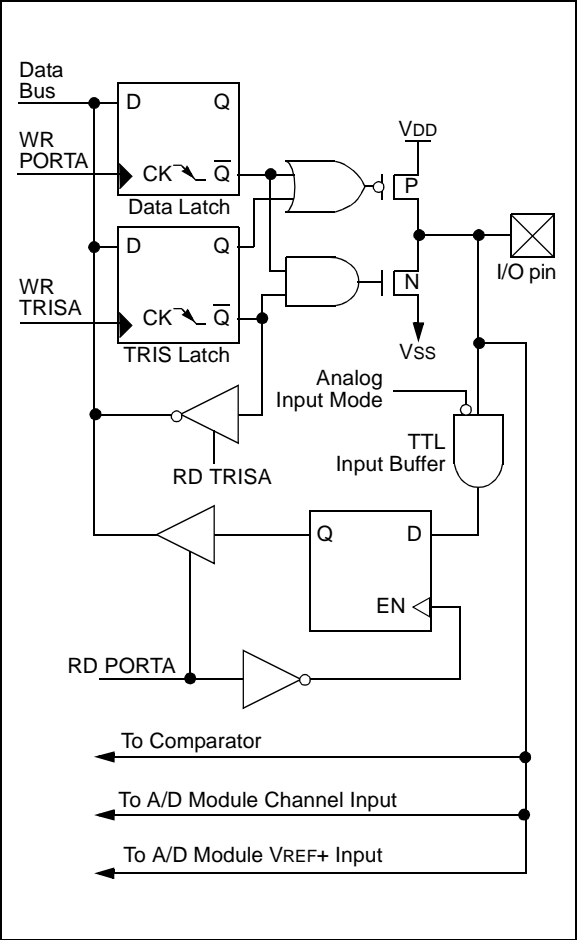 Data
Bus
D Q
WR
PORTA
CK Q
Data Latch
VDD
P
D Q
I/O pin
N
WR
TRISA
CK Q
TRIS Latch
VSS
Analog
Input Mode
TTL
Input Buffer
RD TRISA
Q D
EN
RD PORTA
To Comparator
To A/D Module Channel Input
To A/D Module VREF+ Input